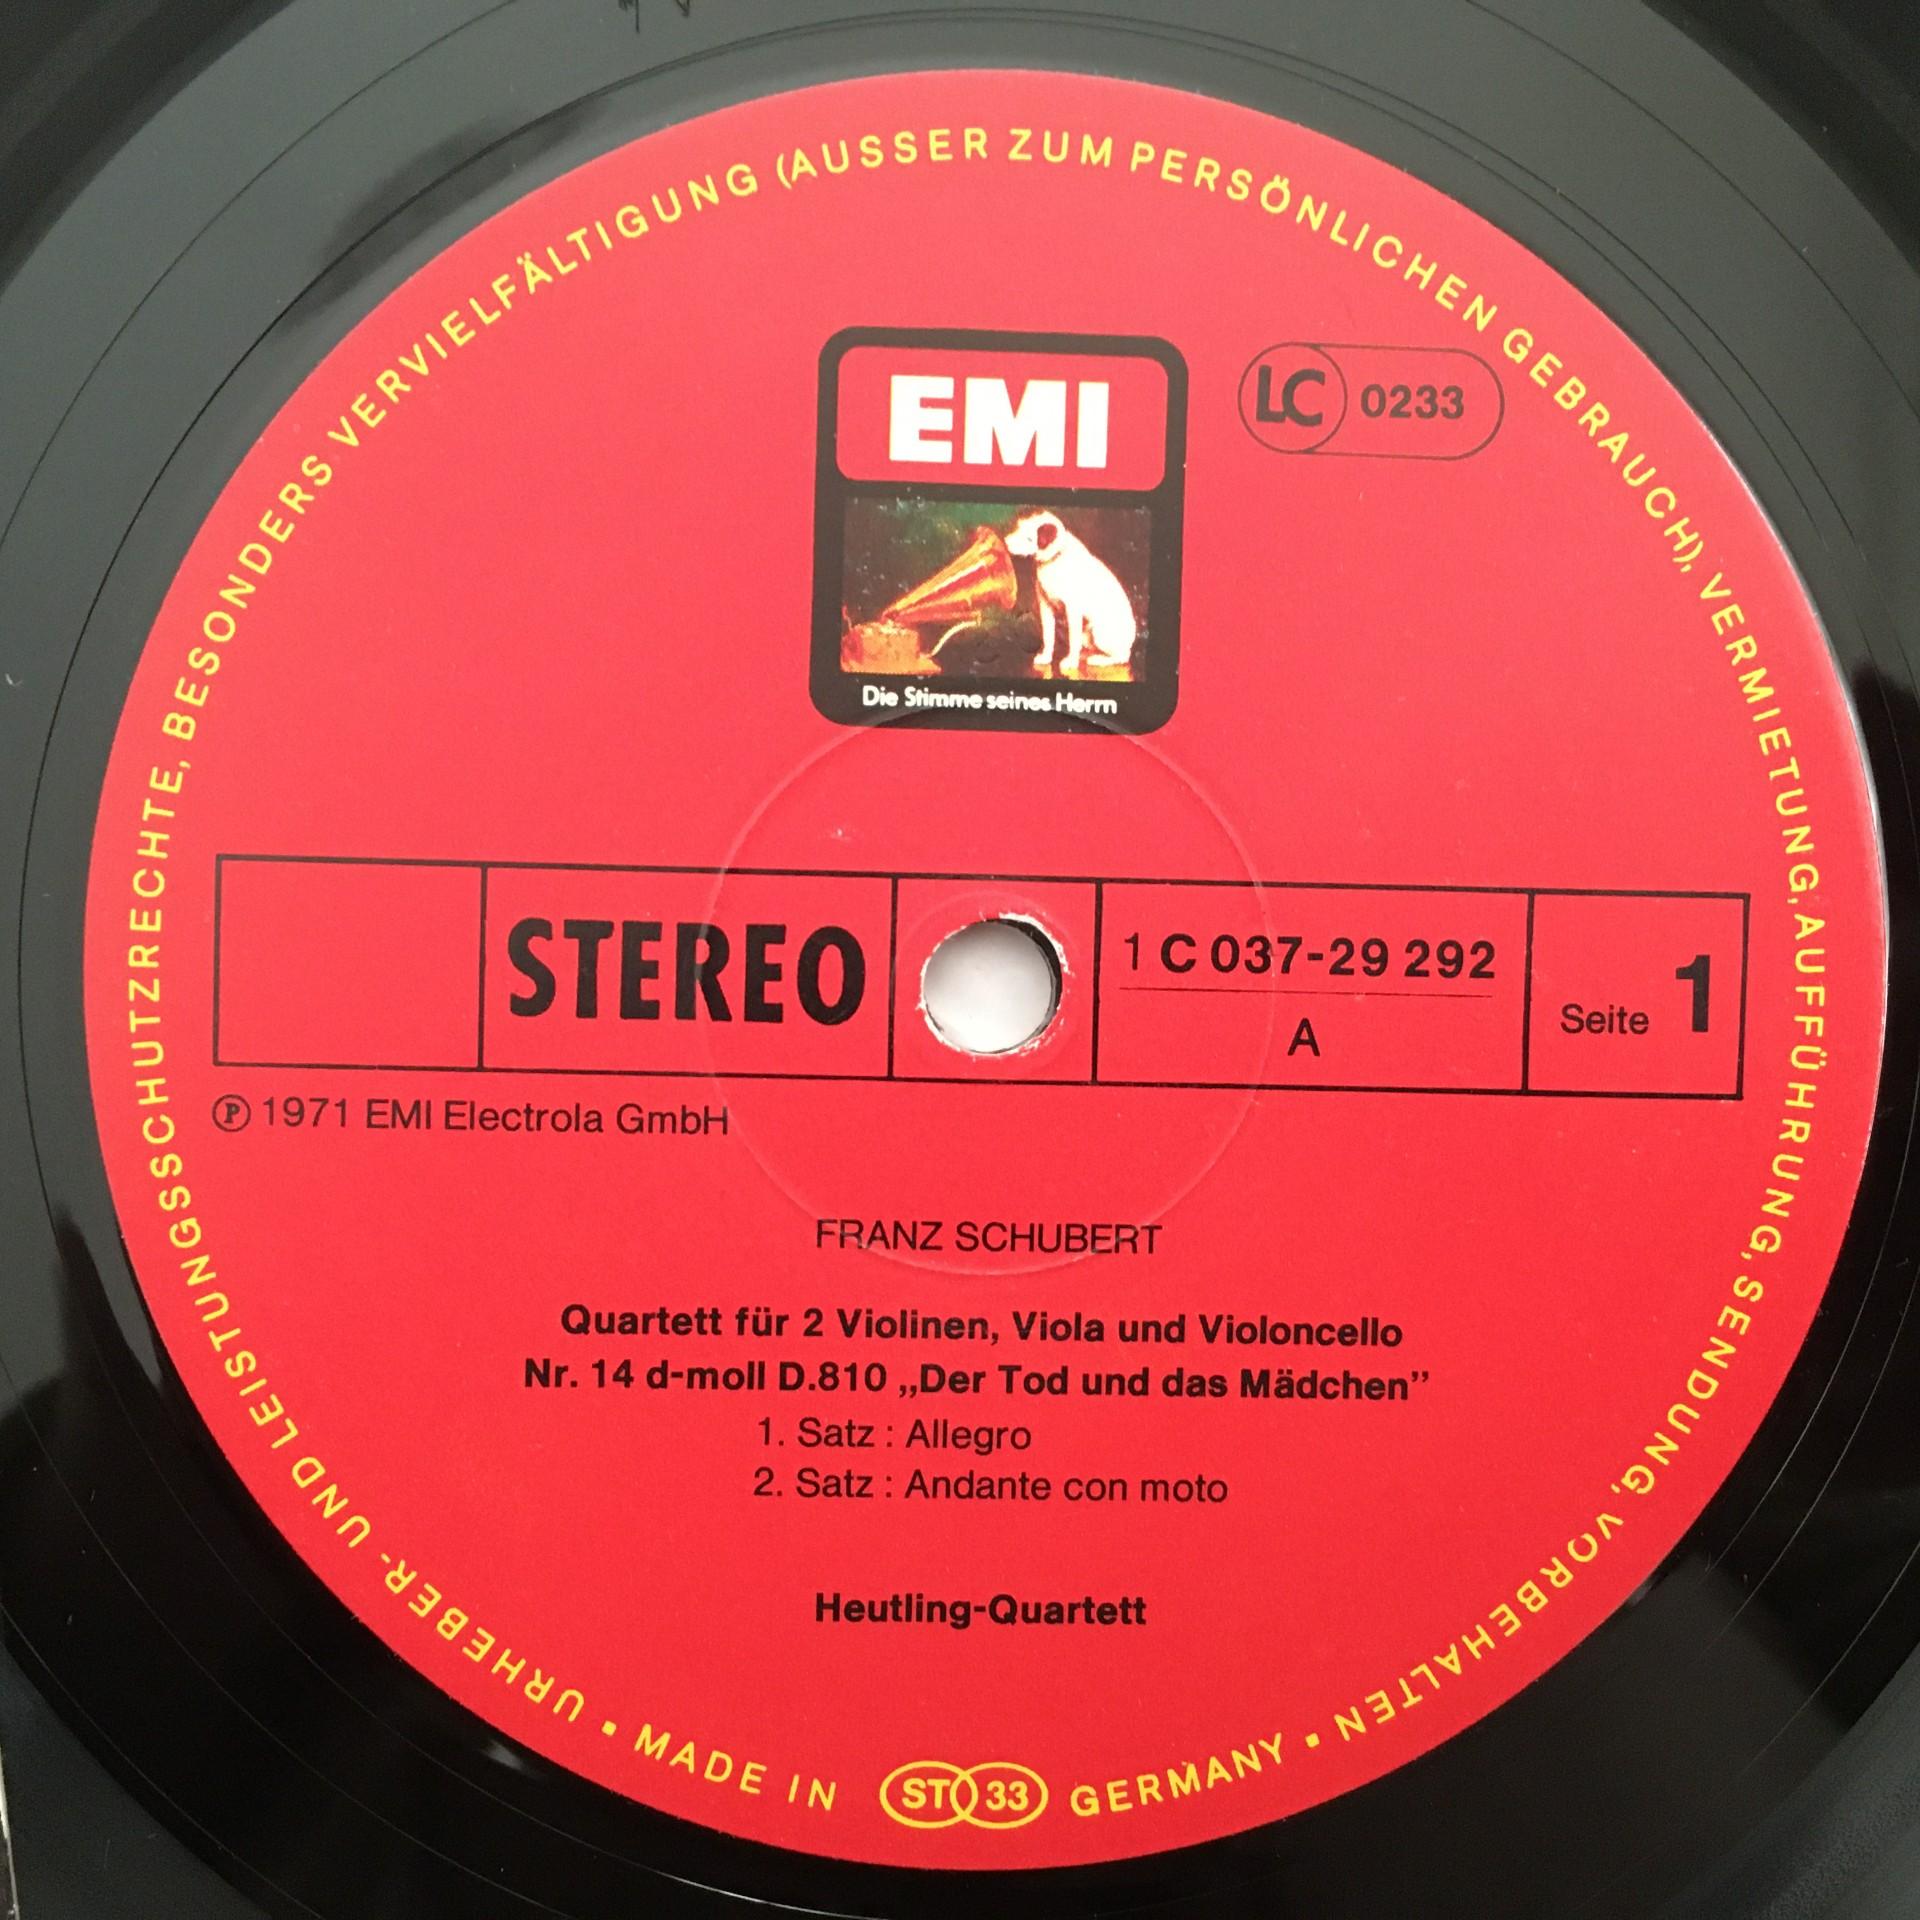 URHEBER- UND LEISTUNGSSCHUTZRECHTE, BESONDERS VERVIELFÄLTIGUNG (AUSSER ZUM PERSÖNLICHEN GEBRAUCH), VERMIETUNG, AUFFÜHRUNG, SENDUNG, VORBEHALTEN •
EMI
LC 0233
Die Stimme seines Herrn
STEREO
1 C 037-29 292
A
Seite 1
℗ 1971 EMI Electrola GmbH
FRANZ SCHUBERT
Quartett für 2 Violinen, Viola und Violoncello
Nr. 14 d-moll D.810 „Der Tod und das Mädchen”
1. Satz : Allegro
2. Satz : Andante con moto
Heutling-Quartett
• MADE IN ST 33 GERMANY